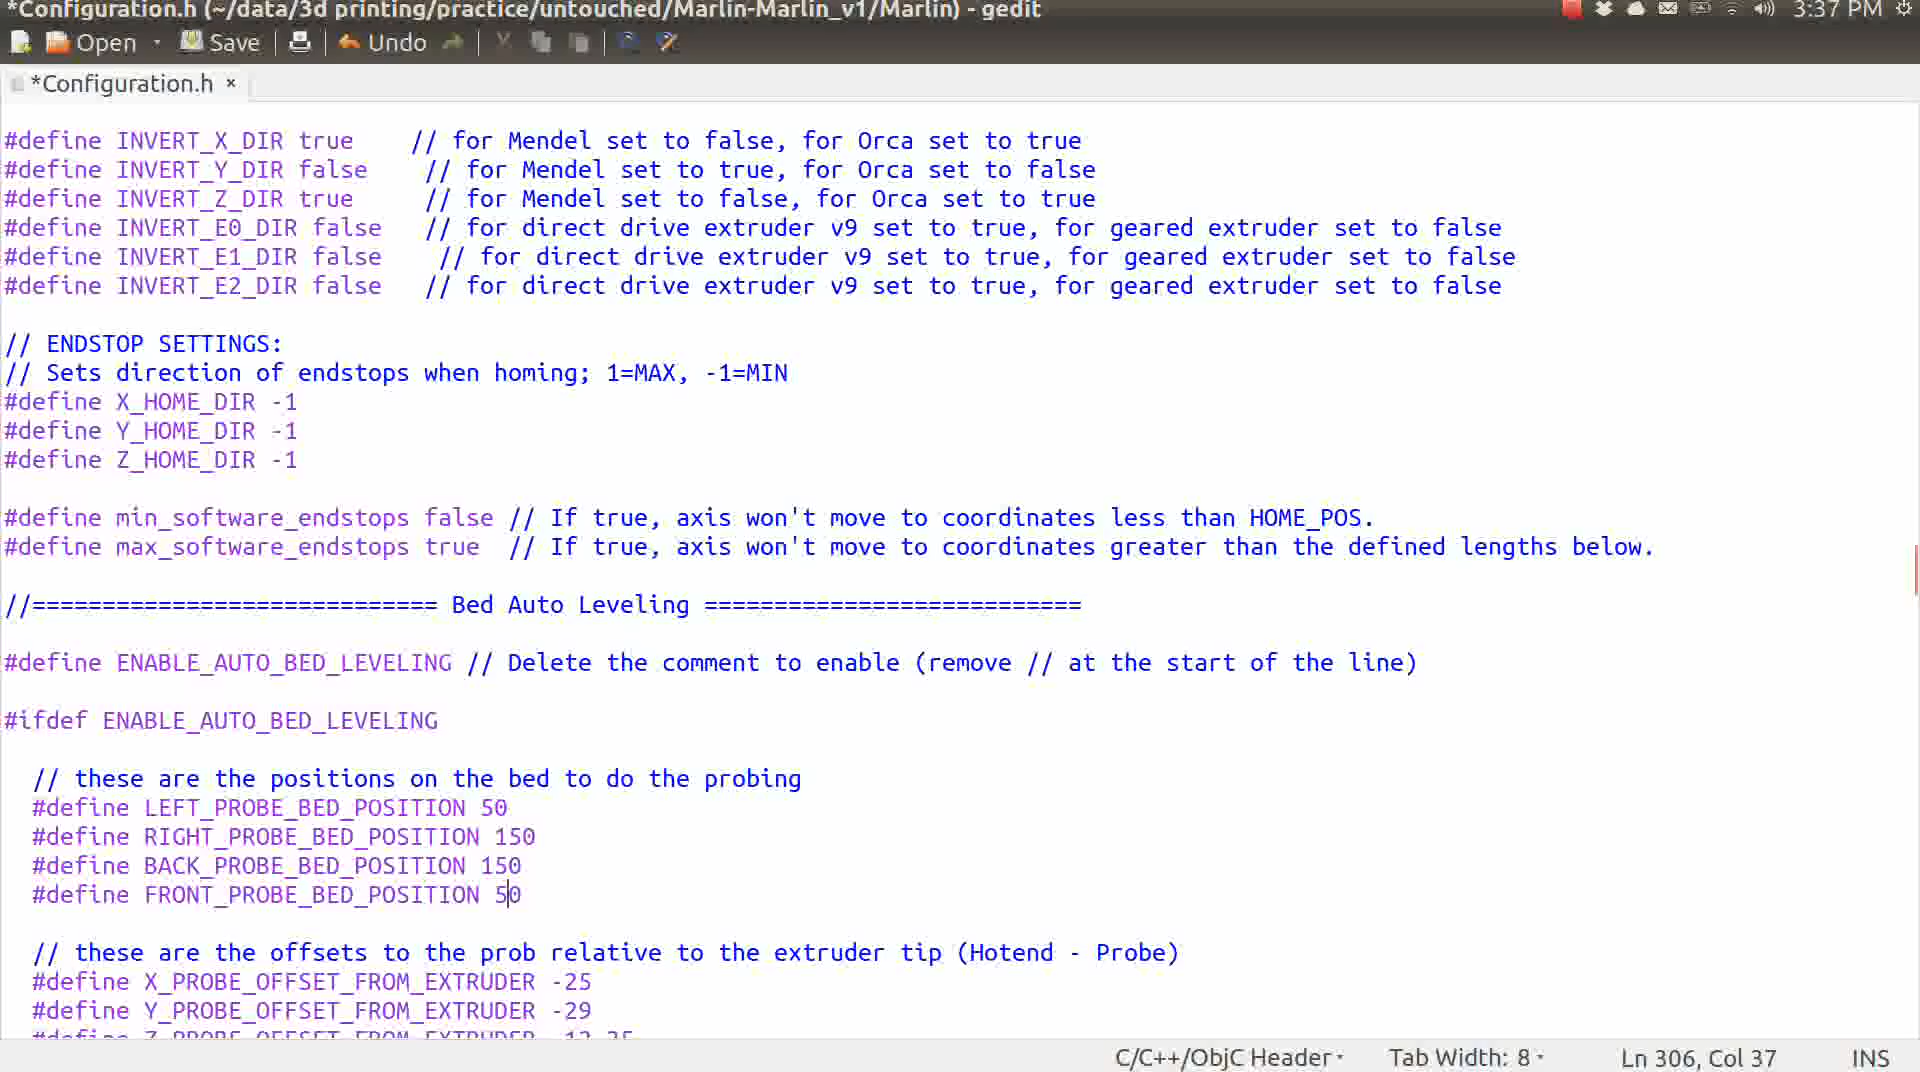 *Configuration.h (~/data/3d printing/practice/untouched/Marlin-Marlin_v1/Marlin) - gedit
3:37 PM
Open Save Undo
*Configuration.h ×
#define INVERT_X_DIR true    // for Mendel set to false, for Orca set to true
#define INVERT_Y_DIR false    // for Mendel set to true, for Orca set to false
#define INVERT_Z_DIR true     // for Mendel set to false, for Orca set to true
#define INVERT_E0_DIR false   // for direct drive extruder v9 set to true, for geared extruder set to false
#define INVERT_E1_DIR false    // for direct drive extruder v9 set to true, for geared extruder set to false
#define INVERT_E2_DIR false   // for direct drive extruder v9 set to true, for geared extruder set to false
// ENDSTOP SETTINGS:
// Sets direction of endstops when homing; 1=MAX, -1=MIN
#define X_HOME_DIR -1
#define Y_HOME_DIR -1
#define Z_HOME_DIR -1
#define min_software_endstops false // If true, axis won't move to coordinates less than HOME_POS.
#define max_software_endstops true  // If true, axis won't move to coordinates greater than the defined lengths below.
//============================= Bed Auto Leveling ===========================
#define ENABLE_AUTO_BED_LEVELING // Delete the comment to enable (remove // at the start of the line)
#ifdef ENABLE_AUTO_BED_LEVELING
  // these are the positions on the bed to do the probing
  #define LEFT_PROBE_BED_POSITION 50
  #define RIGHT_PROBE_BED_POSITION 150
  #define BACK_PROBE_BED_POSITION 150
  #define FRONT_PROBE_BED_POSITION 50
  // these are the offsets to the prob relative to the extruder tip (Hotend - Probe)
  #define X_PROBE_OFFSET_FROM_EXTRUDER -25
  #define Y_PROBE_OFFSET_FROM_EXTRUDER -29
  #define Z_PROBE_OFFSET_FROM_EXTRUDER
C/C++/ObjC Header Tab Width: 8 Ln 306, Col 37 INS